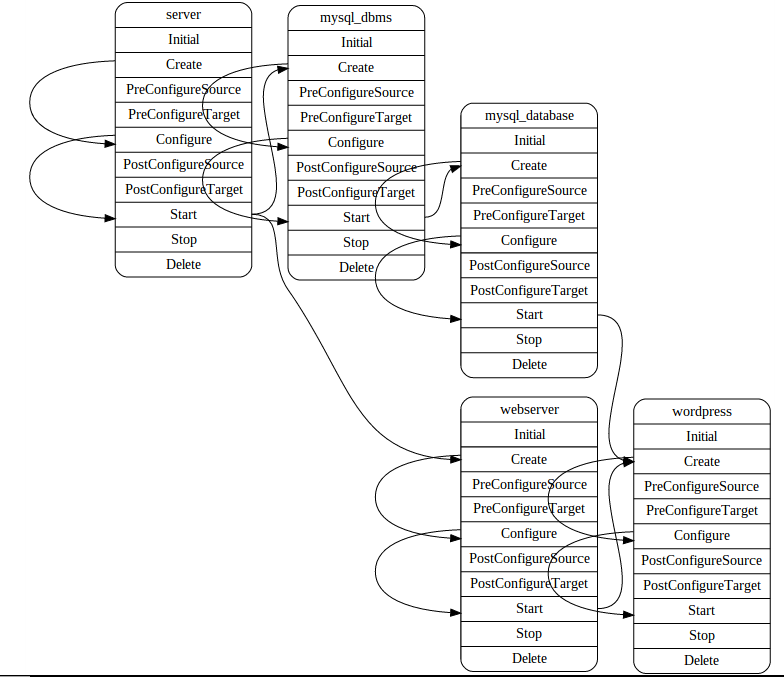 server
Initial
Create
PreConfigureSource
PreConfigureTarget
Configure
PostConfigureSource
PostConfigureTarget
Start
Stop
Delete
mysql_dbms
Initial
Create
PreConfigureSource
PreConfigureTarget
Configure
PostConfigureSource
PostConfigureTarget
Start
Stop
Delete
mysql_database
Initial
Create
PreConfigureSource
PreConfigureTarget
Configure
PostConfigureSource
PostConfigureTarget
Start
Stop
Delete
webserver
Initial
Create
PreConfigureSource
PreConfigureTarget
Configure
PostConfigureSource
PostConfigureTarget
Start
Stop
Delete
wordpress
Initial
Create
PreConfigureSource
PreConfigureTarget
Configure
PostConfigureSource
PostConfigureTarget
Start
Stop
Delete